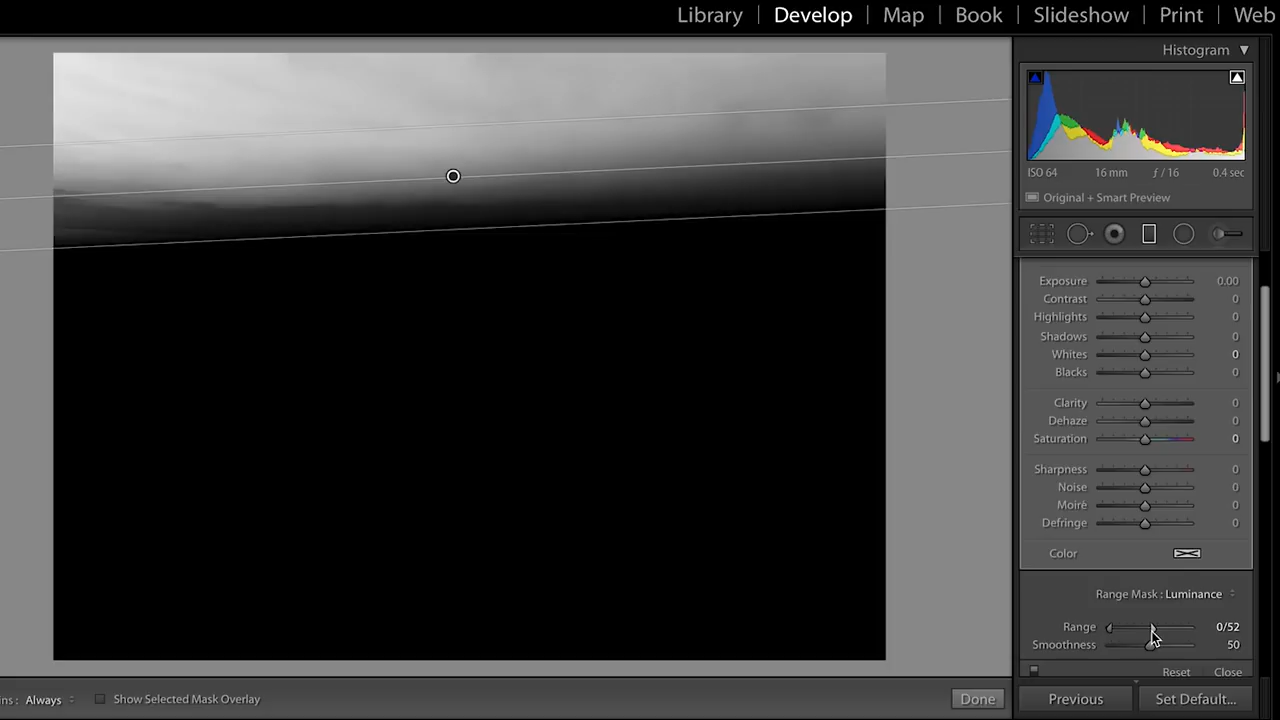 Library | Develop | Map | Book | Slideshow | Print | Web
Histogram
ISO 64 16 mm ƒ / 16 0.4 sec
Original + Smart Preview
Exposure 0.00
Contrast 0
Highlights 0
Shadows 0
Whites 0
Blacks 0
Clarity 0
Dehaze 0
Saturation 0
Sharpness 0
Noise 0
Moiré 0
Defringe 0
Color
Range Mask : Luminance
Range 0/52
Smoothness 50
Reset Close
ins : Always Show Selected Mask Overlay Done Previous Set Default...